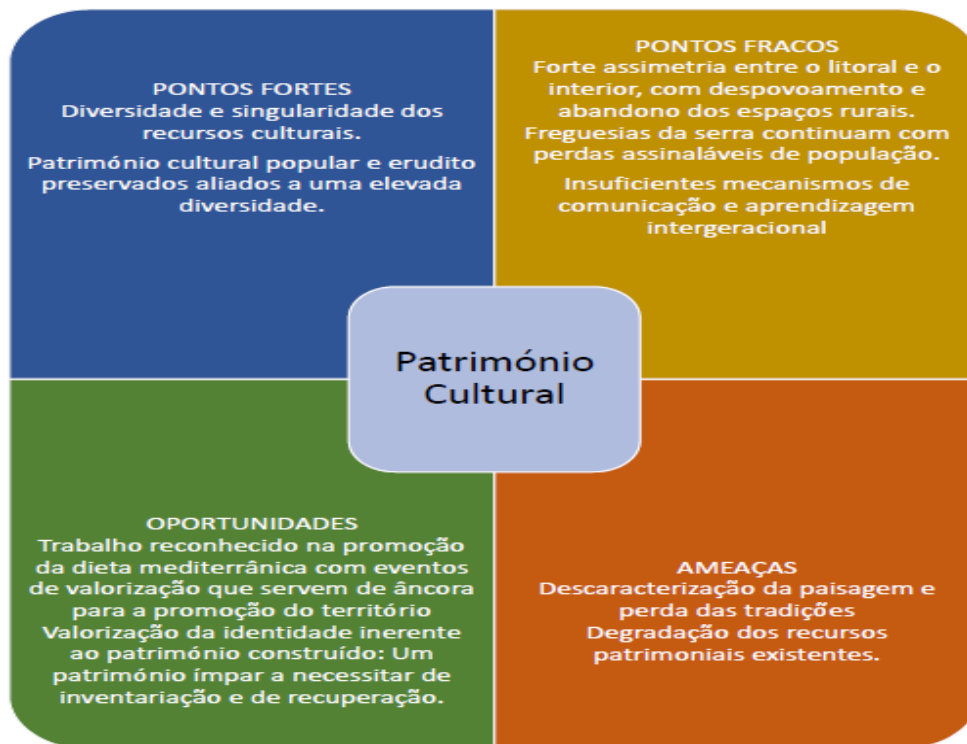 PONTOS FORTES
Diversidade e singularidade dos
recursos culturais.
Património cultural popular e erudito
preservados aliados a uma elevada
diversidade.
PONTOS FRACOS
Forte assimetria entre o litoral e o
interior, com despovoamento e
abandono dos espaços rurais.
Freguesias da serra continuam com
perdas assinaláveis de população.
Insuficientes mecanismos de
comunicação e aprendizagem
intergeracional
Património
Cultural
OPORTUNIDADES
Trabalho reconhecido na promoção
da dieta mediterrânica com eventos
de valorização que servem de âncora
para a promoção do território
Valorização da identidade inerente
ao património construído: Um
património ímpar a necessitar de
inventariação e de recuperação.
AMEAÇAS
Descaracterização da paisagem e
perda das tradições
Degradação dos recursos
patrimoniais existentes.